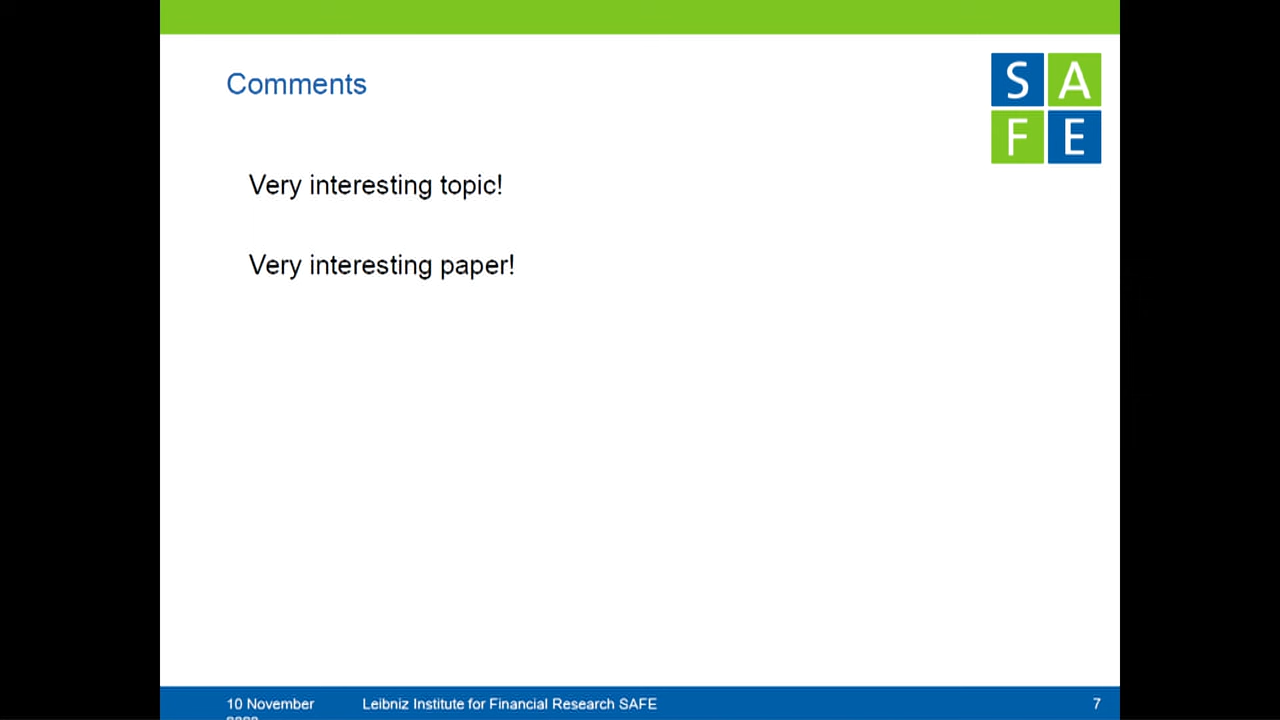 Comments
S A
F E
Very interesting topic!
Very interesting paper!
10 November
Leibniz Institute for Financial Research SAFE
7